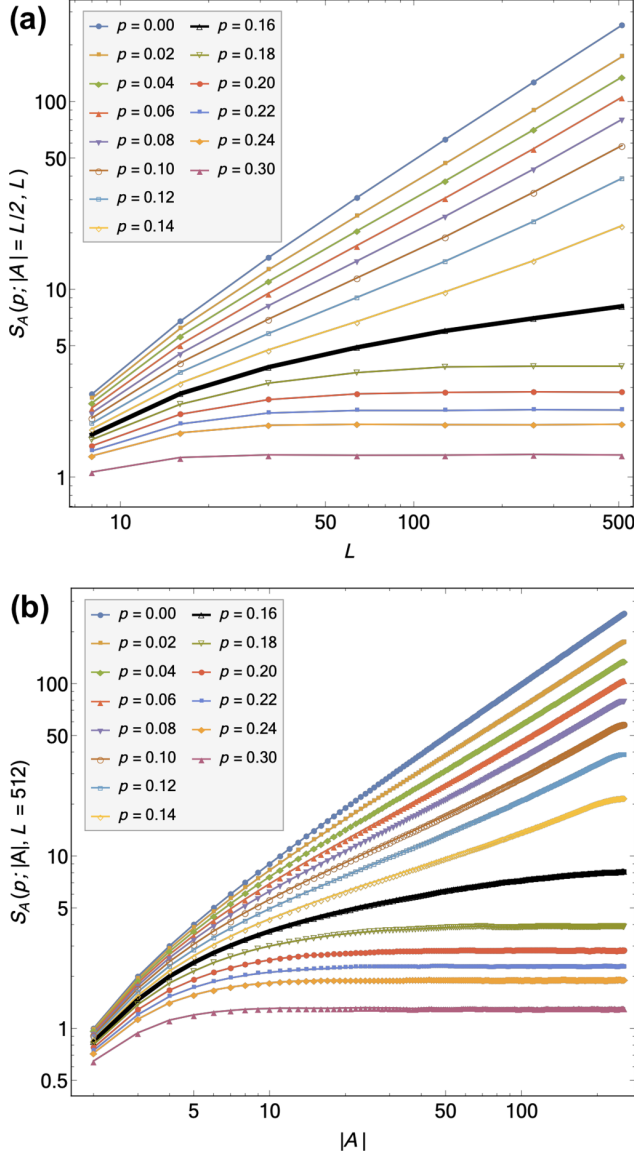 (a)
p = 0.00 p = 0.16
p = 0.02 p = 0.18
p = 0.04 p = 0.20
p = 0.06 p = 0.22
p = 0.08 p = 0.24
p = 0.10 p = 0.30
p = 0.12
p = 0.14
S_A(p; |A| = L/2, L)
100
50
10
5
1
10 50 100 500
L
(b)
p = 0.00 p = 0.16
p = 0.02 p = 0.18
p = 0.04 p = 0.20
p = 0.06 p = 0.22
p = 0.08 p = 0.24
p = 0.10 p = 0.30
p = 0.12
p = 0.14
S_A(p; |A|, L = 512)
100
50
10
5
1
0.5
5 10 50 100
|A|